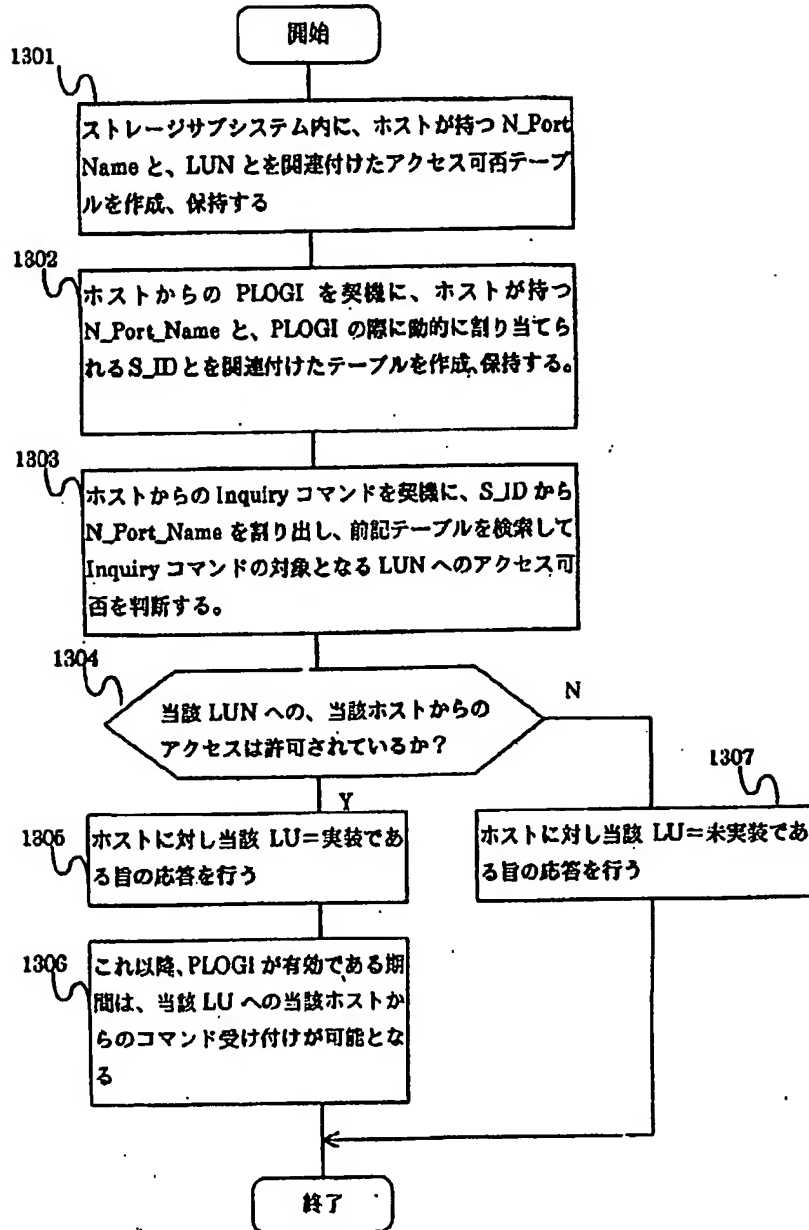 開始
1301
ストレージサブシステム内に、ホストが持つ N_Port
Name と、LUN とを関連付けたアクセス可否テーブ
ルを作成、保持する
1302
ホストからの PLOGI を契機に、ホストが持つ
N_Port_Name と、PLOGI の際に動的に割り当てら
れる S_ID とを関連付けたテーブルを作成、保持する。
1303
ホストからの Inquiry コマンドを契機に、S_ID から
N_Port_Name を割り出し、前記テーブルを検索して
Inquiry コマンドの対象となる LUN へのアクセス可
否を判断する。
1304
当該 LUN への、当該ホストからの
アクセスは許可されているか？
N
Y
1305
ホストに対し当該 LU=実装であ
る旨の応答を行う
1307
ホストに対し当該 LU=未実装であ
る旨の応答を行う
1306
これ以降、PLOGI が有効である期
間は、当該 LU への当該ホストか
らのコマンド受け付けが可能とな
る
終了